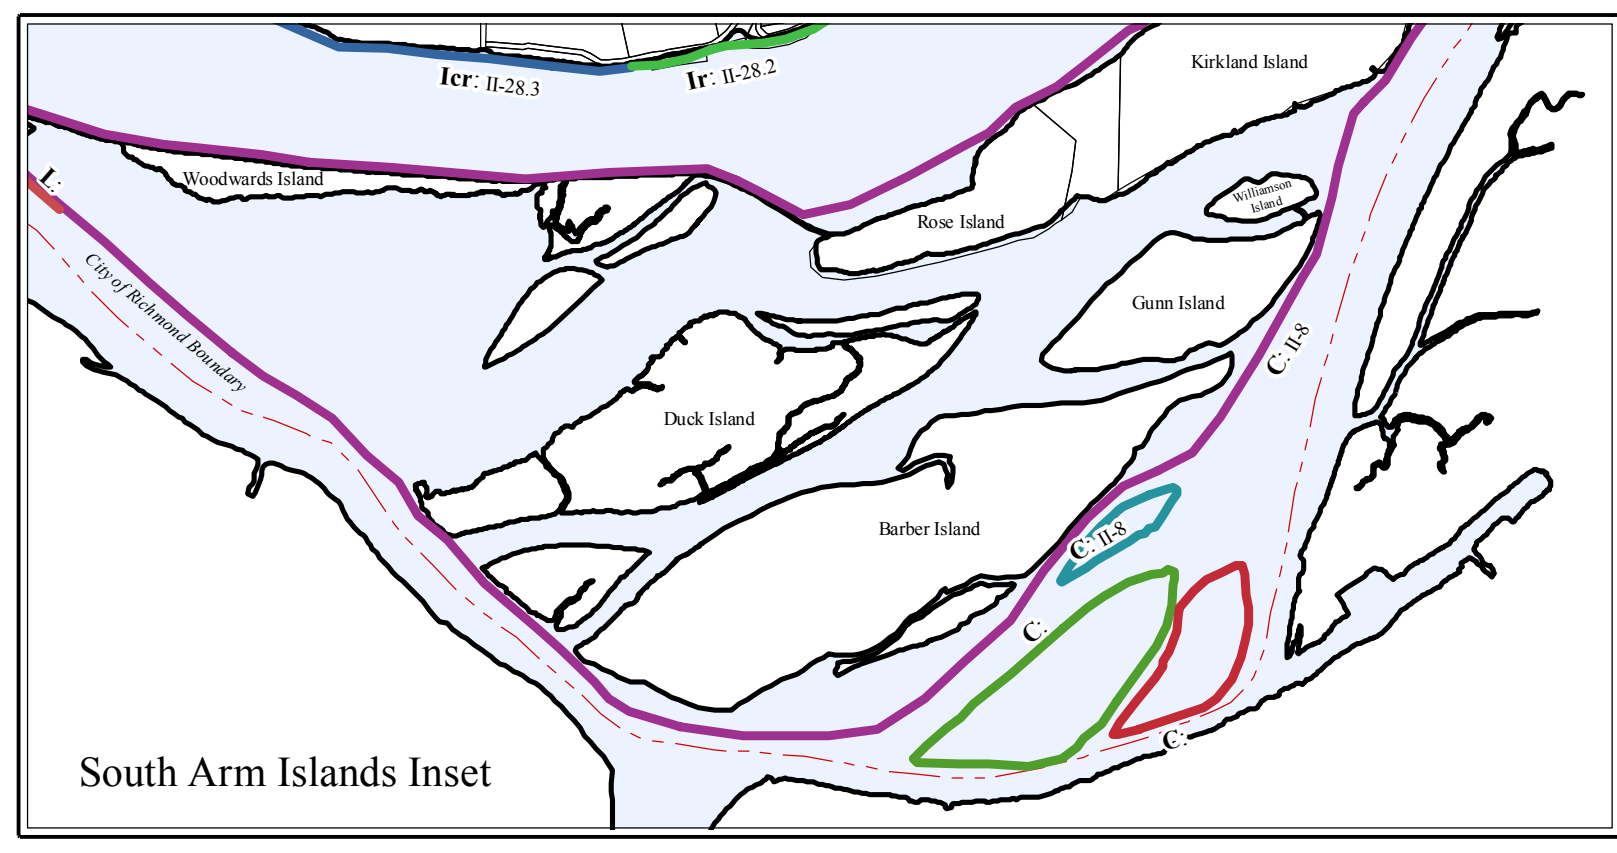 Kirkland Island
Icr: II-28.3
Ir: II-28.2
L:
Woodwards Island
Williamson
Island
Rose Island
City of Richmond Boundary
Gunn Island
C: II-8
Duck Island
Barber Island
C: II-8
C:
C:
South Arm Islands Inset